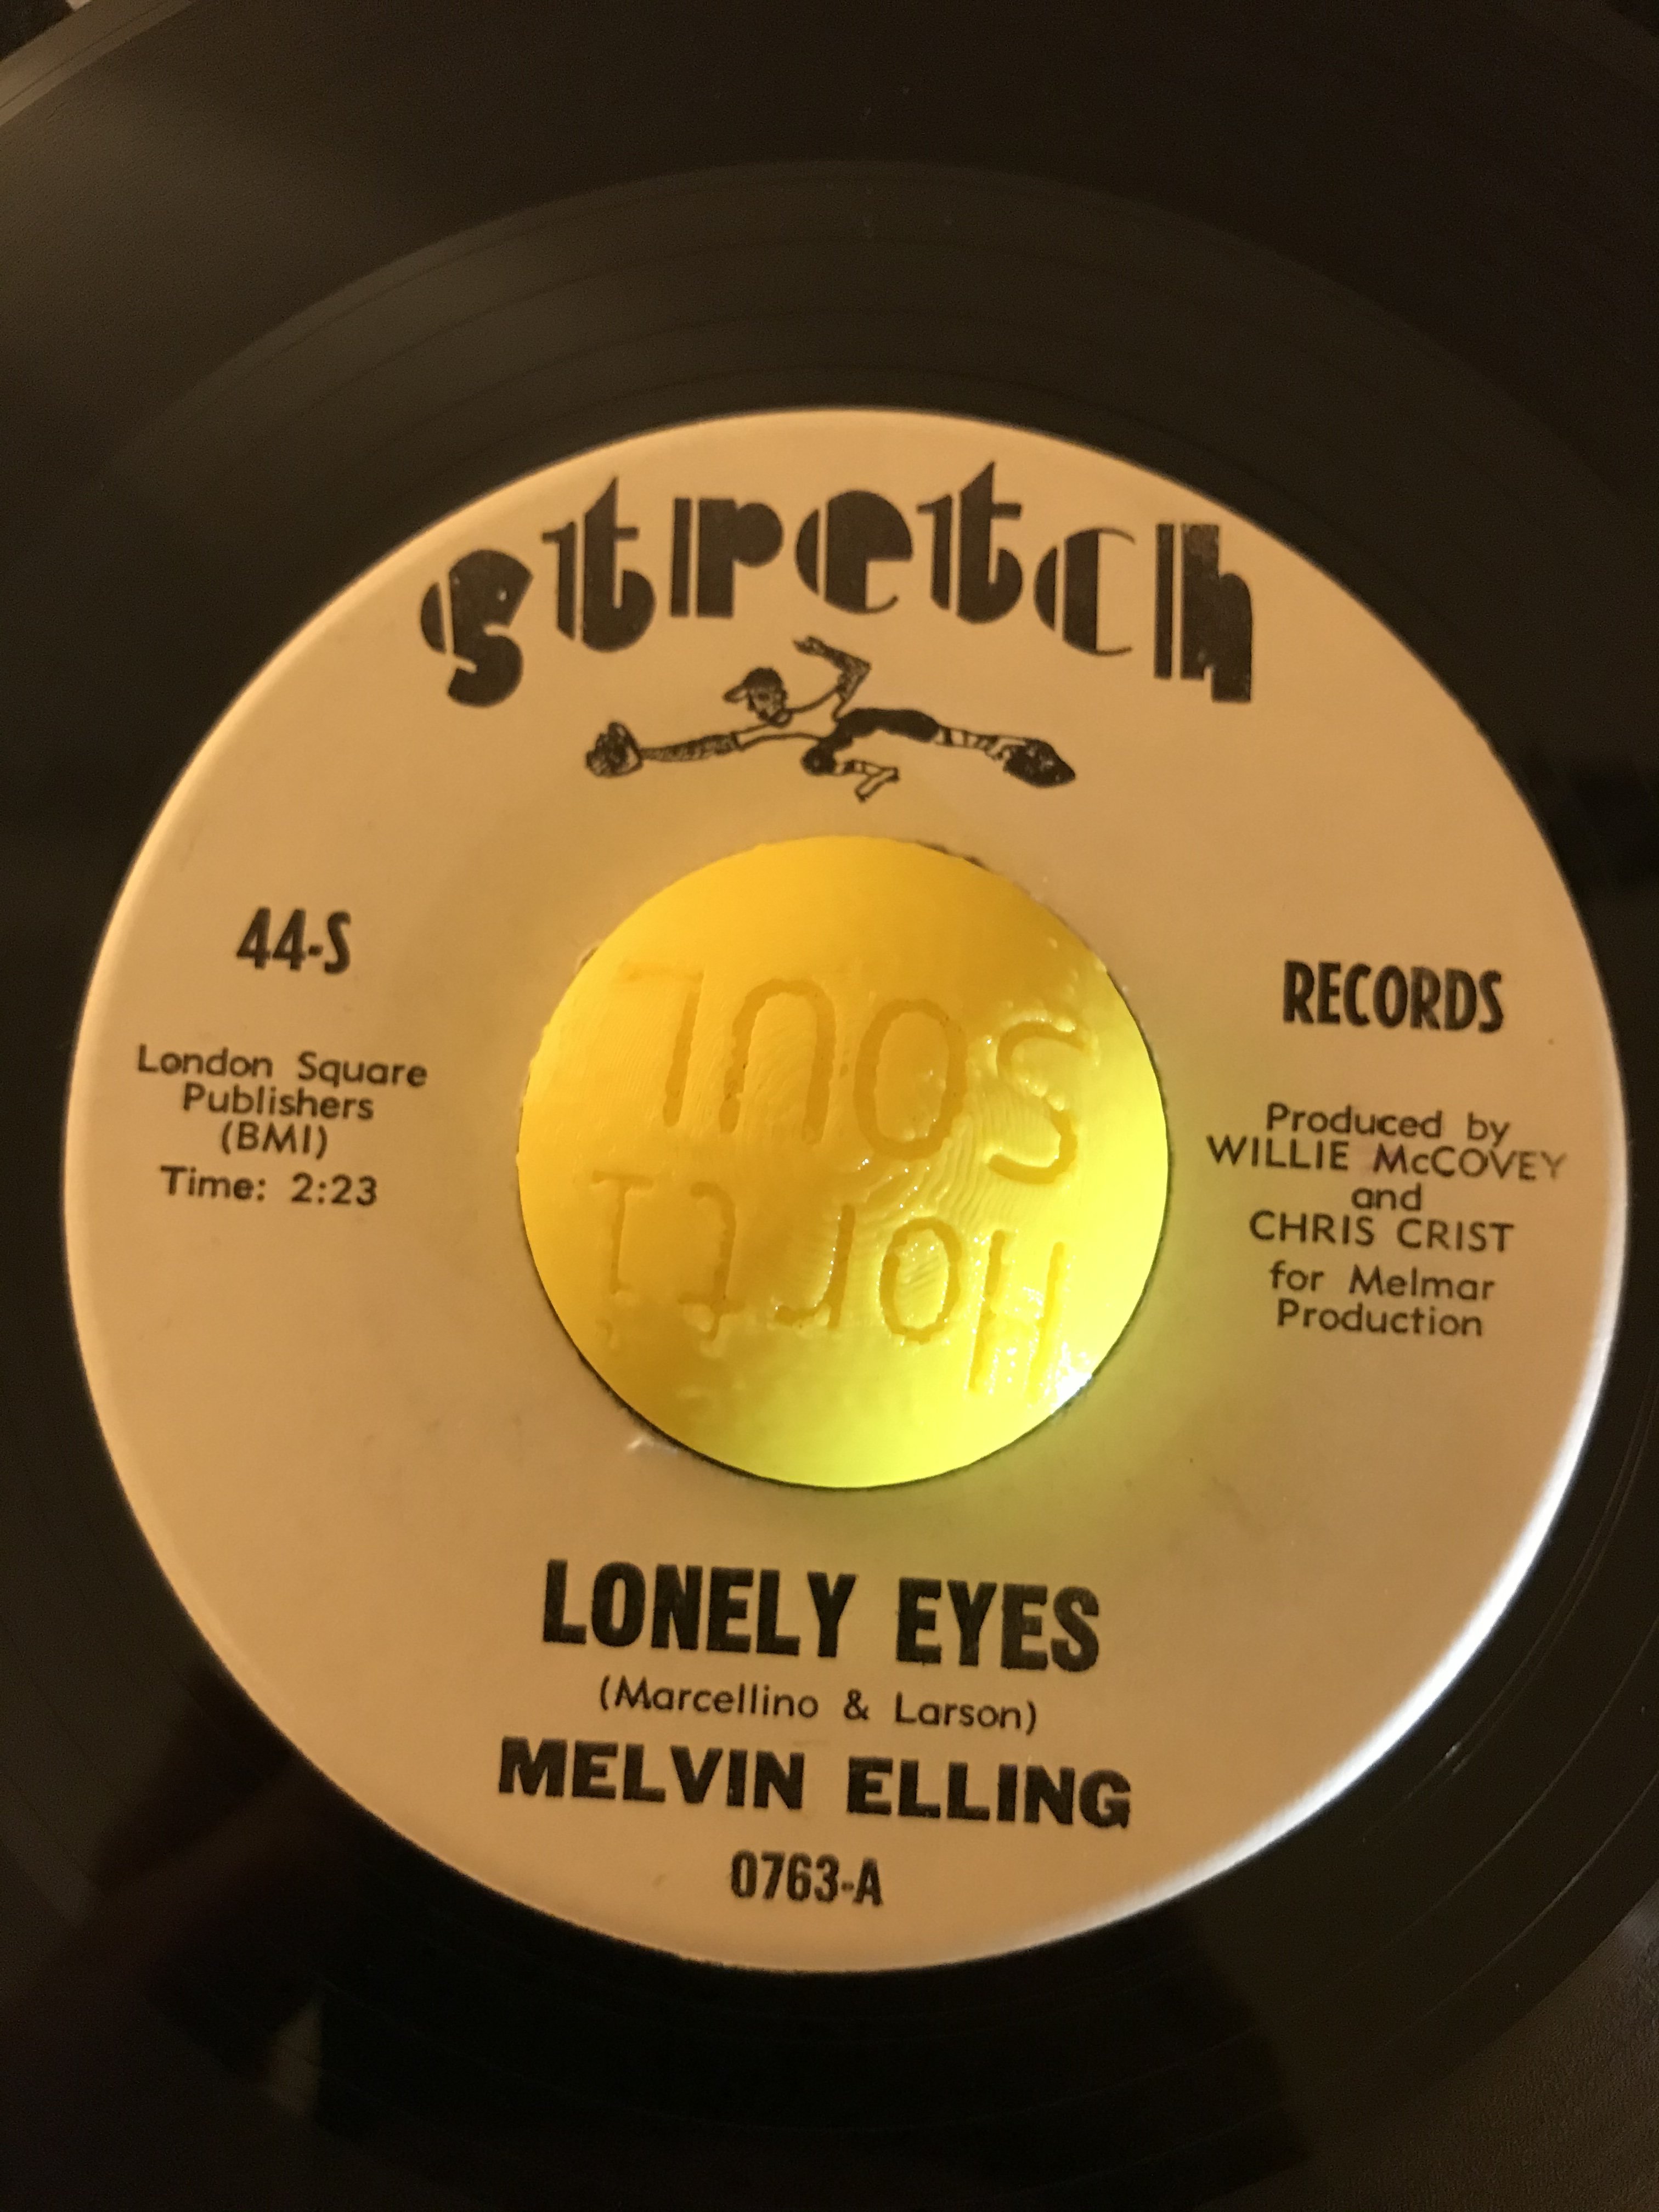 stretch
44-S
London Square
Publishers
(BMI)
Time: 2:23
RECORDS
Produced by
WILLIE McCOVEY
and
CHRIS CRIST
for Melmar
Production
SOUL
LONELY EYES
(Marcellino & Larson)
MELVIN ELLING
0763-A